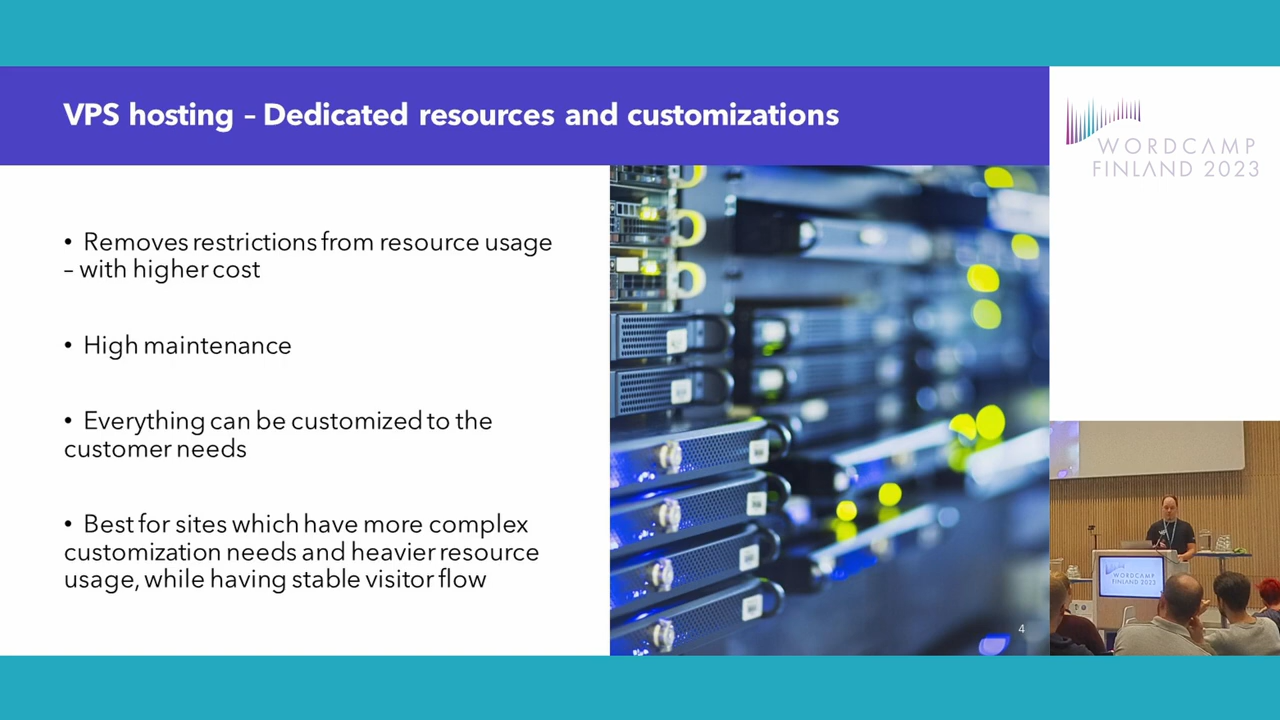 VPS hosting – Dedicated resources and customizations
• Removes restrictions from resource usage
– with higher cost
• High maintenance
• Everything can be customized to the
customer needs
• Best for sites which have more complex
customization needs and heavier resource
usage, while having stable visitor flow
4
WORDCAMP
FINLAND 2023
WORDCAMP
FINLAND 2023